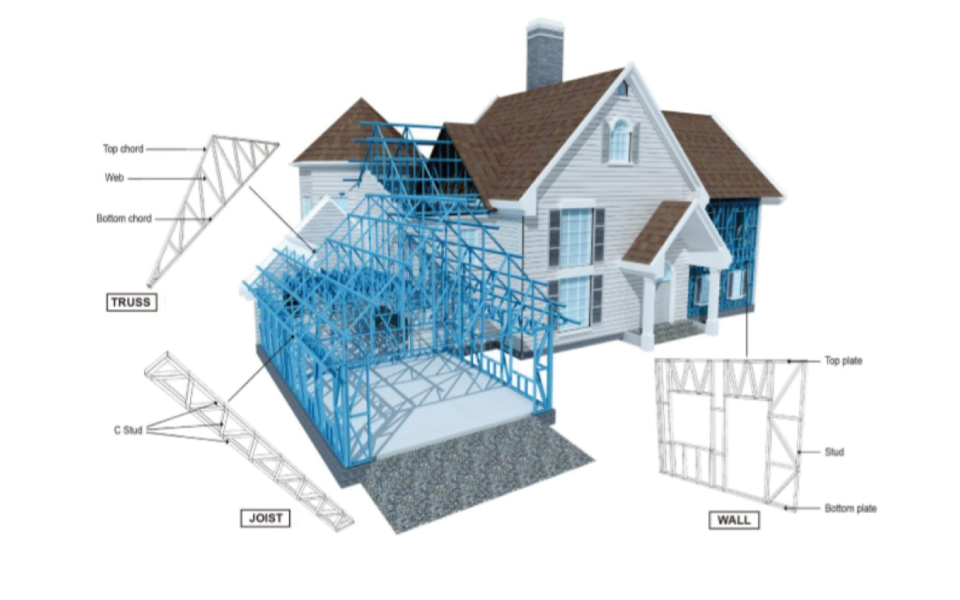 Top chord
Web
Bottom chord
TRUSS
C Stud
JOIST
Top plate
Stud
Bottom plate
WALL